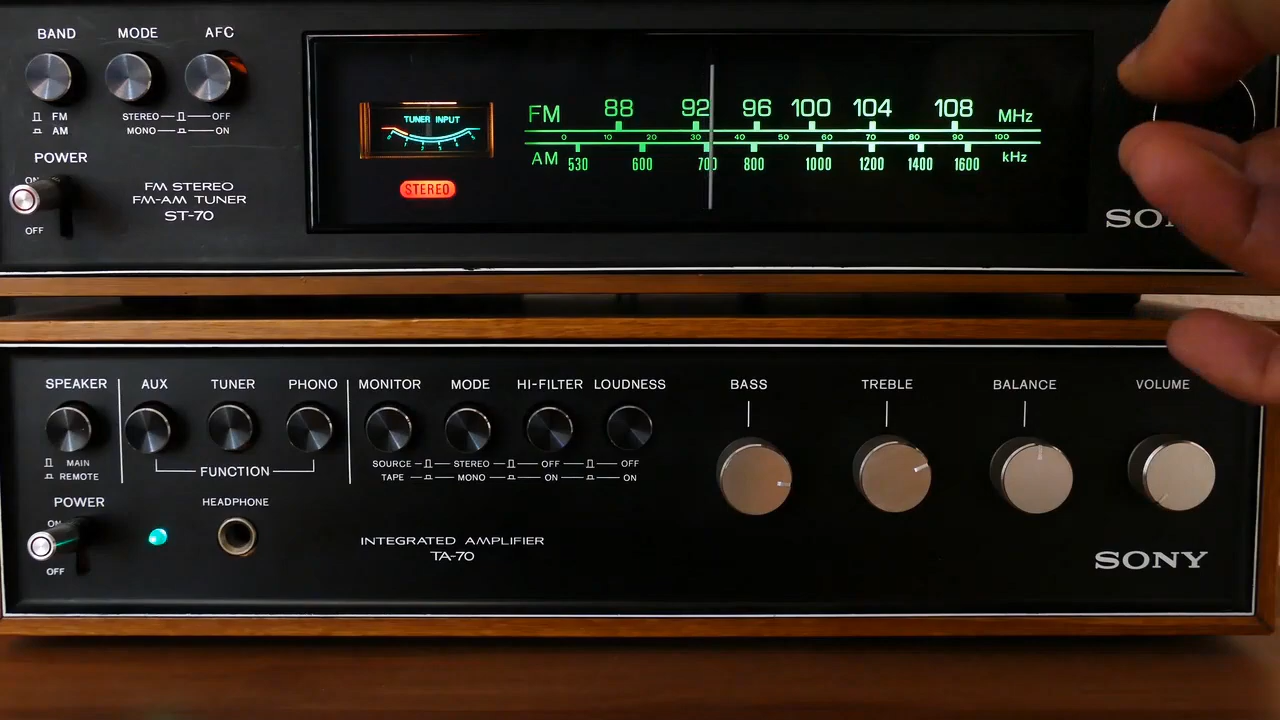 BAND MODE AFC
FM STEREO OFF
AM MONO ON
POWER
ON
OFF
FM STEREO
FM-AM TUNER
ST-70
TUNER INPUT
STEREO
FM 88 92 96 100 104 108 MHz
0 10 20 30 40 50 60 70 80 90 100
AM 530 600 700 800 1000 1200 1400 1600 kHz
SPEAKER AUX TUNER PHONO MONITOR MODE HI-FILTER LOUDNESS
BASS TREBLE BALANCE VOLUME
MAIN
REMOTE
FUNCTION
SOURCE STEREO OFF OFF
TAPE MONO ON ON
POWER
ON
OFF
HEADPHONE
INTEGRATED AMPLIFIER
TA-70
SONY